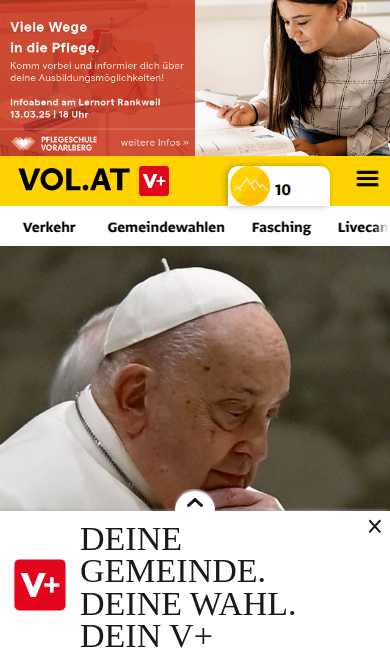 Viele Wege
in die Pflege.
Komm vorbei und informier dich über
deine Ausbildungsmöglichkeiten!
Infoabend am Lernort Rankweil
13.03.25 | 18 Uhr
PFLEGESCHULE
VORARLBERG
weitere Infos »
VOL.AT V+
10
Verkehr Gemeindewahlen Fasching Livecam
V+
DEINE
GEMEINDE.
DEINE WAHL.
DEIN V+